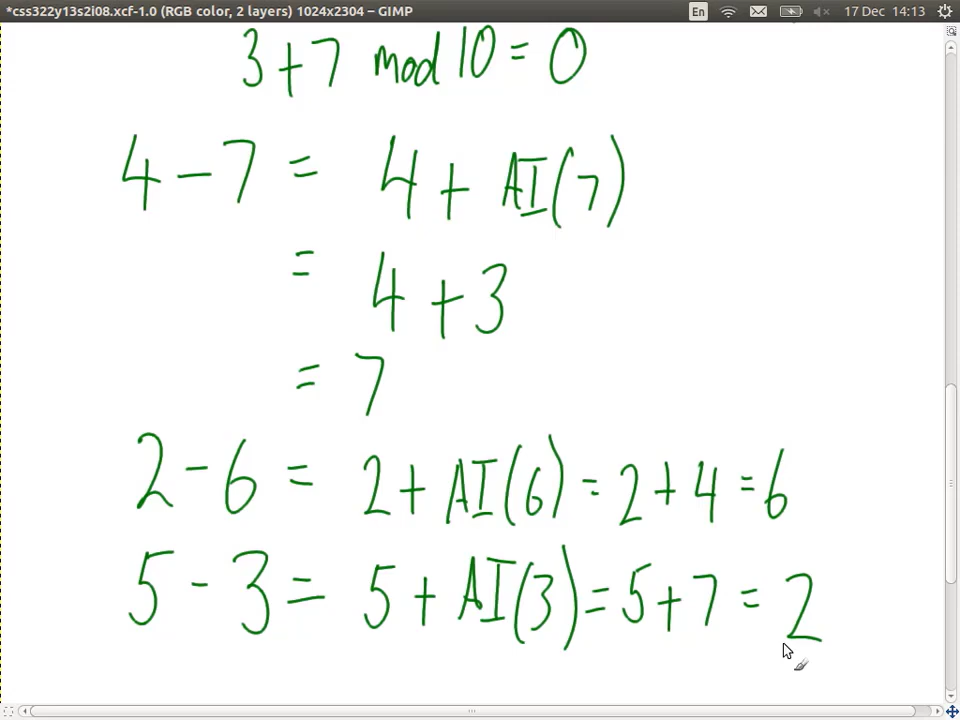 *css322y13s2i08.xcf-1.0 (RGB color, 2 layers) 1024x2304 – GIMP En 17 Dec 14:13
3+7 mod 10 = 0
4 - 7 = 4 + AI(7)
= 4 + 3
= 7
2 - 6 = 2 + AI(6) = 2 + 4 = 6
5 - 3 = 5 + AI(3) = 5 + 7 = 2